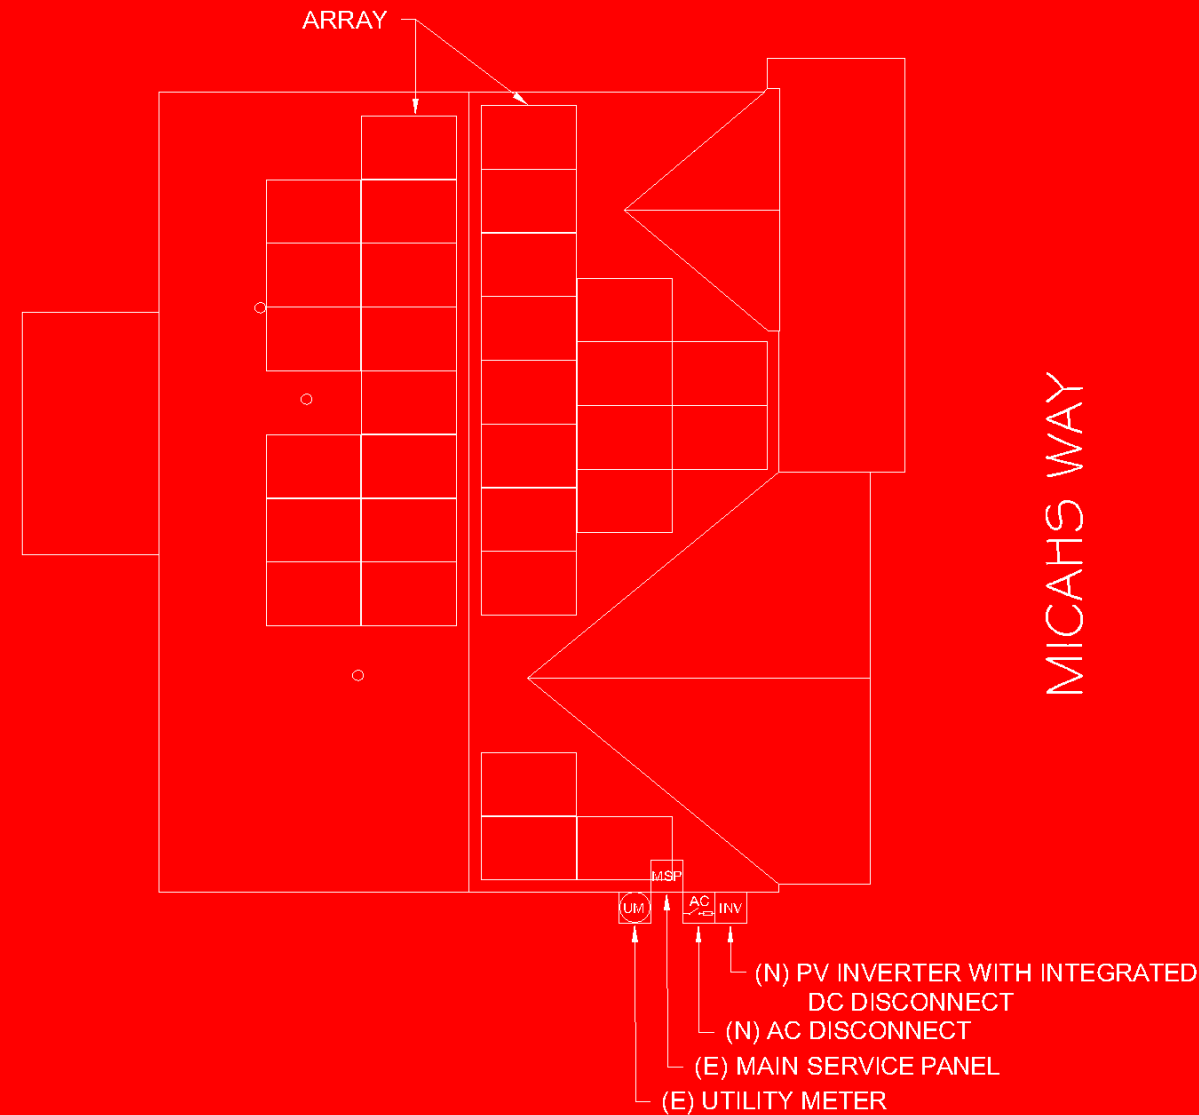 ARRAY
MICAHS WAY
MSP
UM
AC
INV
(N) PV INVERTER WITH INTEGRATED
DC DISCONNECT
(N) AC DISCONNECT
(E) MAIN SERVICE PANEL
(E) UTILITY METER